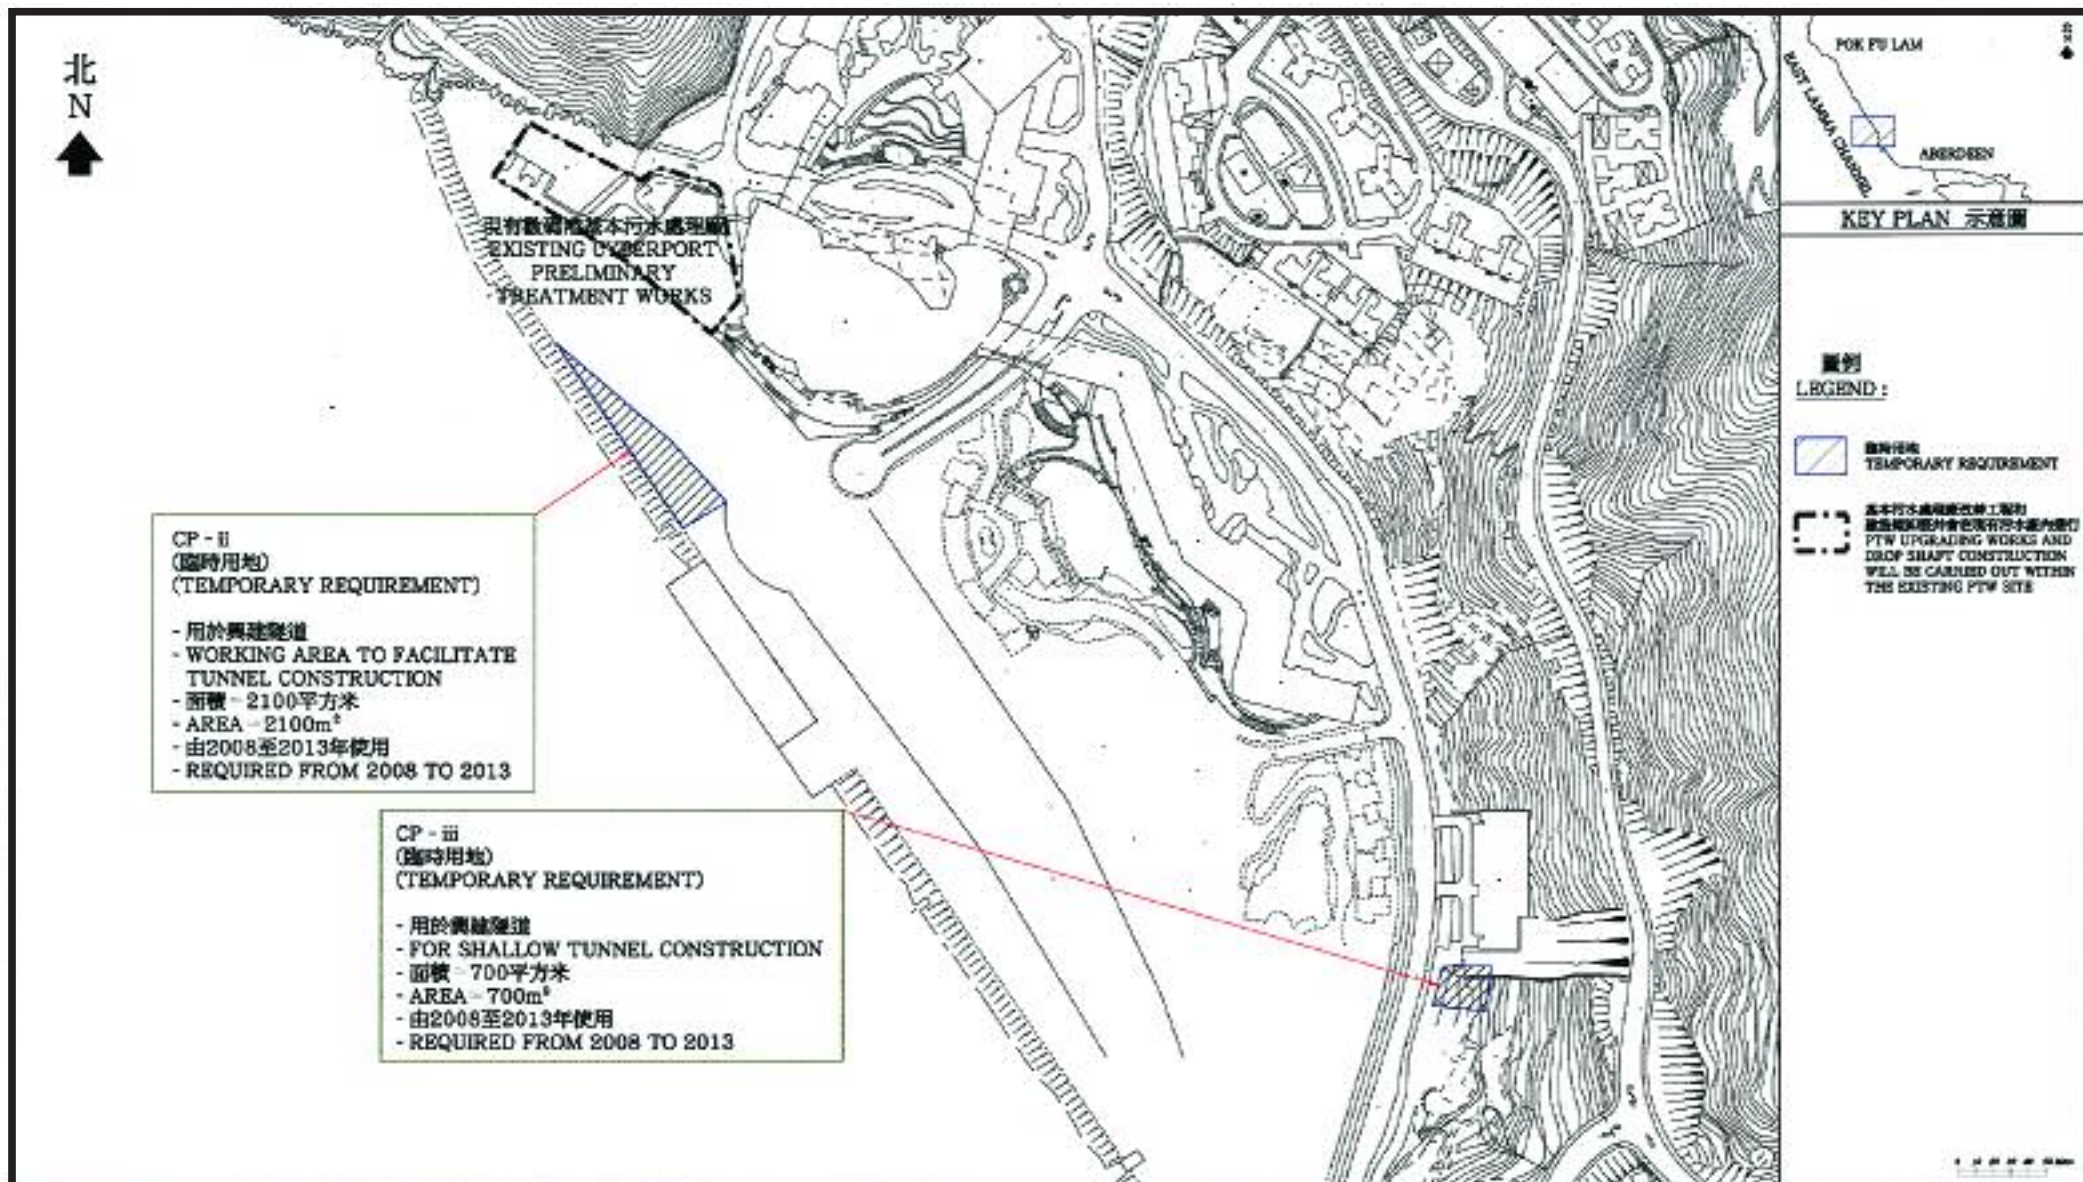 北
N
現有數碼港基本污水處理廠
EXISTING CYBERPORT
PRELIMINARY
TREATMENT WORKS
CP - ii
(臨時用地)
(TEMPORARY REQUIREMENT)
- 用於興建隧道
- WORKING AREA TO FACILITATE
TUNNEL CONSTRUCTION
- 面積 - 2100平方米
- AREA - 2100m²
- 由2008至2013年使用
- REQUIRED FROM 2008 TO 2013
CP - iii
(臨時用地)
(TEMPORARY REQUIREMENT)
- 用於興建隧道
- FOR SHALLOW TUNNEL CONSTRUCTION
- 面積 - 700平方米
- AREA - 700m²
- 由2008至2013年使用
- REQUIRED FROM 2008 TO 2013
POK FU LAM
EAST LAMMA CHANNEL
ABERDEEN
KEY PLAN 示意圖
圖例
LEGEND :
臨時用地
TEMPORARY REQUIREMENT
PTW UPGRADING WORKS AND
DROP SHAFT CONSTRUCTION
WILL BE CARRIED OUT WITHIN
THE EXISTING PTW SITE